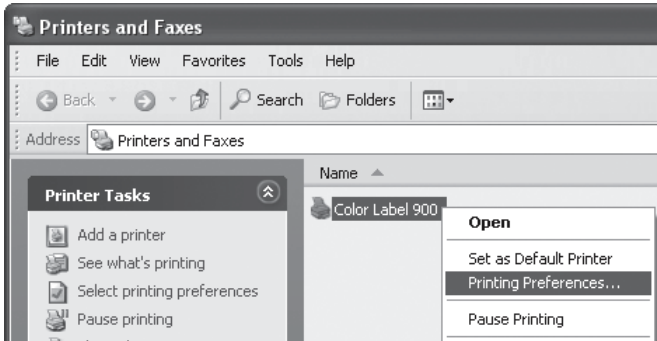 Printers and Faxes
File Edit View Favorites Tools Help
Back Search Folders
Address Printers and Faxes
Name
Printer Tasks
Add a printer
See what's printing
Select printing preferences
Pause printing
Color Label 900
Open
Set as Default Printer
Printing Preferences...
Pause Printing